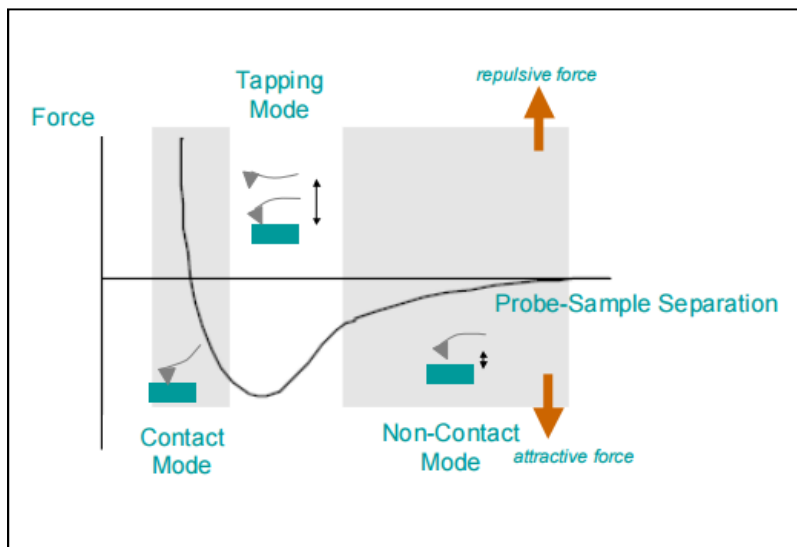 Tapping
Mode
repulsive force
Force
Probe-Sample Separation
Contact
Mode
Non-Contact
Mode
attractive force